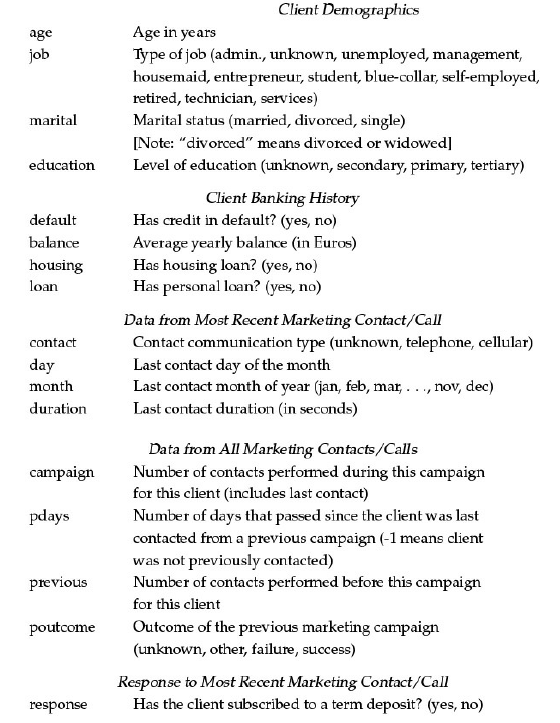 Client Demographics
age Age in years
job Type of job (admin., unknown, unemployed, management,
housemaid, entrepreneur, student, blue-collar, self-employed,
retired, technician, services)
marital Marital status (married, divorced, single)
[Note: “divorced” means divorced or widowed]
education Level of education (unknown, secondary, primary, tertiary)
Client Banking History
default Has credit in default? (yes, no)
balance Average yearly balance (in Euros)
housing Has housing loan? (yes, no)
loan Has personal loan? (yes, no)
Data from Most Recent Marketing Contact/Call
contact Contact communication type (unknown, telephone, cellular)
day Last contact day of the month
month Last contact month of year (jan, feb, mar, . . ., nov, dec)
duration Last contact duration (in seconds)
Data from All Marketing Contacts/Calls
campaign Number of contacts performed during this campaign
for this client (includes last contact)
pdays Number of days that passed since the client was last
contacted from a previous campaign (-1 means client
was not previously contacted)
previous Number of contacts performed before this campaign
for this client
poutcome Outcome of the previous marketing campaign
(unknown, other, failure, success)
Response to Most Recent Marketing Contact/Call
response Has the client subscribed to a term deposit? (yes, no)